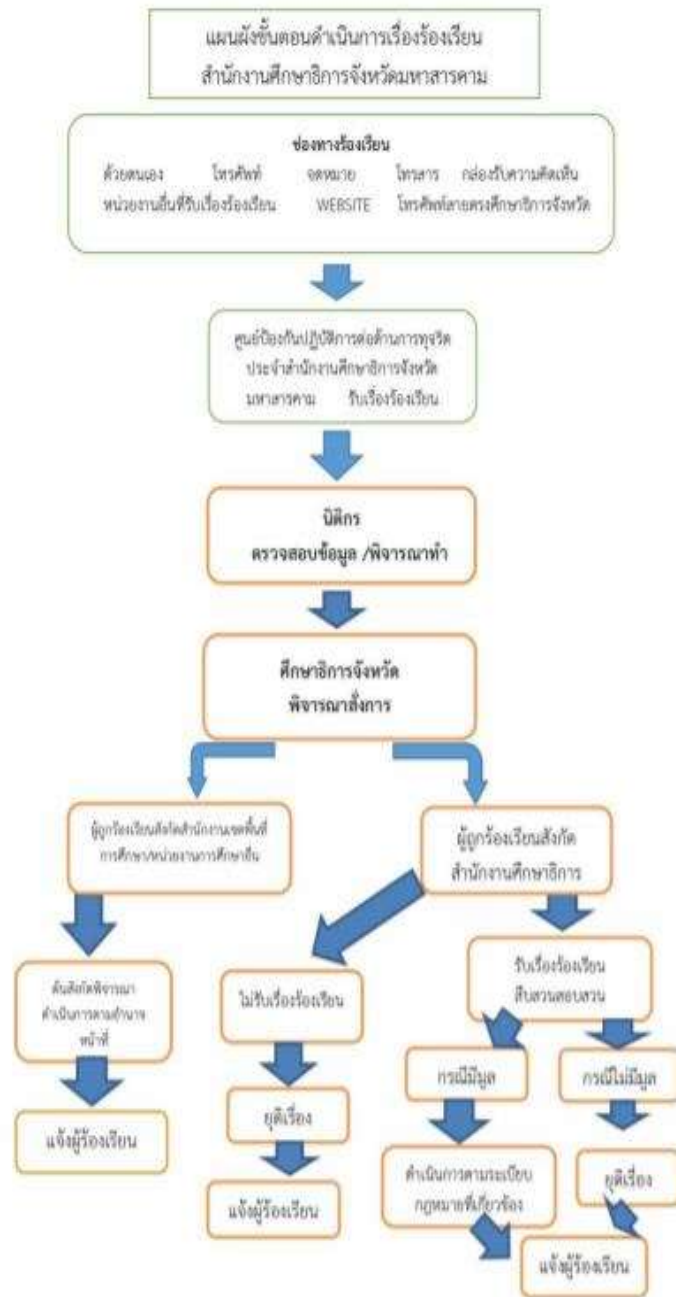 แผนผังขั้นตอนดำเนินการเรื่องร้องเรียน
สำนักงานศึกษาธิการจังหวัดมหาสารคาม
ช่องทางร้องเรียน
ด้วยตนเอง โทรศัพท์ จดหมาย โทรสาร กล่องรับความคิดเห็น
หน่วยงานอื่นที่รับเรื่องร้องเรียน WEBSITE โทรศัพท์สายตรงศึกษาธิการจังหวัด
ศูนย์ป้องกันปฏิบัติการต่อต้านการทุจริต
ประจำสำนักงานศึกษาธิการจังหวัด
มหาสารคาม รับเรื่องร้องเรียน
นิติกร
ตรวจสอบข้อมูล /พิจารณาทำ
ศึกษาธิการจังหวัด
พิจารณาสั่งการ
ผู้ถูกร้องเรียนสังกัดสำนักงานเขตพื้นที่
การศึกษา/หน่วยงานการศึกษาอื่น
ผู้ถูกร้องเรียนสังกัด
สำนักงานศึกษาธิการ
ต้นสังกัดพิจารณา
ดำเนินการตามอำนาจ
หน้าที่
ไม่รับเรื่องร้องเรียน
รับเรื่องร้องเรียน
สืบสวนสอบสวน
กรณีมีมูล
กรณีไม่มีมูล
แจ้งผู้ร้องเรียน
ยุติเรื่อง
ดำเนินการตามระเบียบ
กฎหมายที่เกี่ยวข้อง
ยุติเรื่อง
แจ้งผู้ร้องเรียน
แจ้งผู้ร้องเรียน